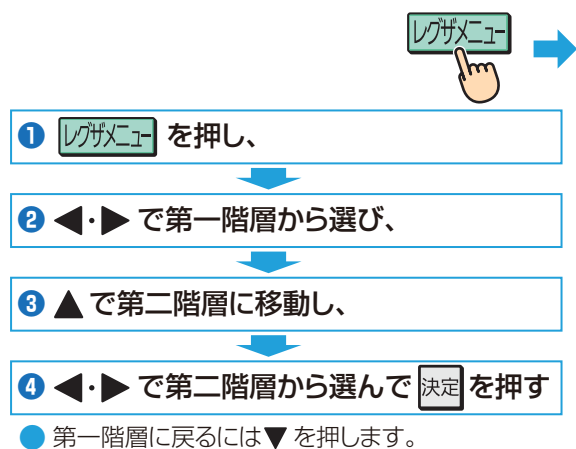 レグザメニュー
❶ レグザメニュー を押し、
❷ ◀・▶ で第一階層から選び、
❸ ▲ で第二階層に移動し、
❹ ◀・▶ で第二階層から選んで 決定 を押す
● 第一階層に戻るには▼を押します。